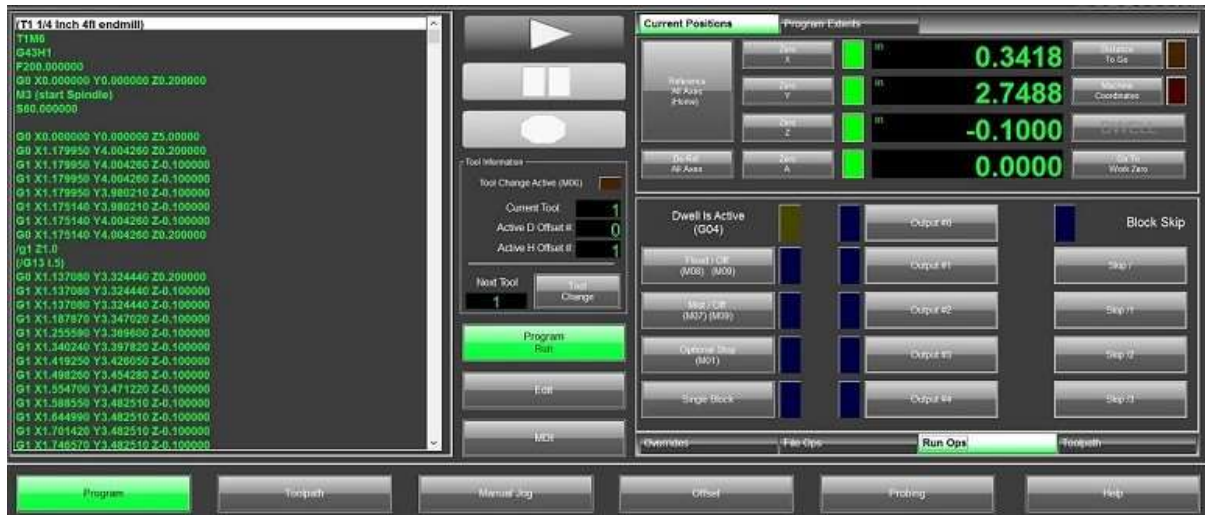 (T1 1/4 Inch 4fl endmill)
T1M6
G43H1
F200.000000
G0 X0.000000 Y0.000000 Z0.200000
M3 (start Spindle)
S60.000000
G0 X0.000000 Y0.000000 Z5.00000
G0 X1.179950 Y4.004260 Z0.200000
G1 X1.179950 Y4.004260 Z-0.100000
G1 X1.179950 Y3.980210 Z-0.100000
G1 X1.175140 Y3.980210 Z-0.100000
G1 X1.175140 Y4.004260 Z-0.100000
G0 X1.175140 Y4.004260 Z0.200000
/g1 Z1.0
(/G13 I.5)
G0 X1.137080 Y3.324440 Z0.200000
G1 X1.137080 Y3.324440 Z-0.100000
G1 X1.137080 Y3.324440 Z-0.100000
G1 X1.187870 Y3.347020 Z-0.100000
G1 X1.255590 Y3.369600 Z-0.100000
G1 X1.340240 Y3.397820 Z-0.100000
G1 X1.419250 Y3.426050 Z-0.100000
G1 X1.498260 Y3.454280 Z-0.100000
G1 X1.554700 Y3.471220 Z-0.100000
G1 X1.588550 Y3.482510 Z-0.100000
G1 X1.644990 Y3.482510 Z-0.100000
G1 X1.701420 Y3.482510 Z-0.100000
G1 X1.746570 Y3.482510 Z-0.100000
Tool Information
Tool Change Active (M06)
Current Tool 1
Active D Offset #: 0
Active H Offset #: 1
Next Tool
1
Tool Change
Program Run
Edit
MDI
Current Positions
Program Extents
Reference All Axes (Home)
Zero X
in
0.3418
Distance To Go
Zero Y
in
2.7488
Machine Coordinates
Zero Z
in
-0.1000
DWELL
De-Ref All Axes
Zero A
0.0000
Go To Work Zero
Dwell Is Active (G04)
Output #6
Block Skip
Flood / Off (M08) (M09)
Output #1
Skip /
Mist / Off (M07) (M09)
Output #2
Skip /1
Optional Stop (M01)
Output #3
Skip /2
Single Block
Output #4
Skip /3
Overrides
File Ops
Run Ops
Toolpath
Program
Toolpath
Manual Jog
Offset
Probing
Help